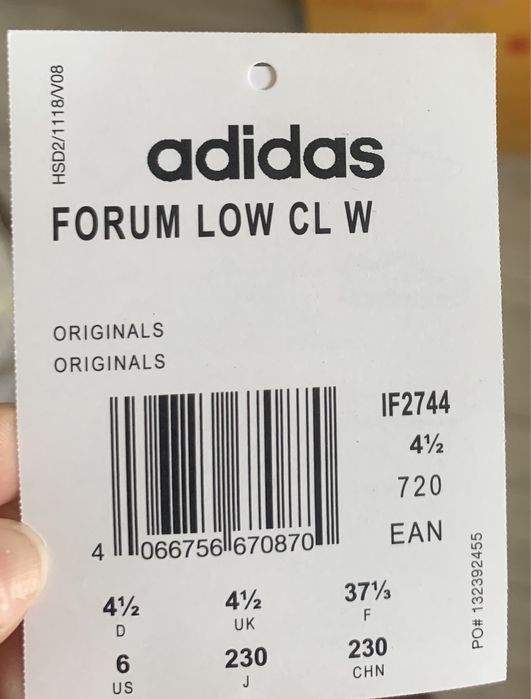 HSD2/1118/V08
adidas
FORUM LOW CL W
ORIGINALS
ORIGINALS
IF2744
4½
720
EAN
4 066756 670870
PO# 132392455
4½ 4½ 37⅓
D UK F
6 230 230
US J CHN